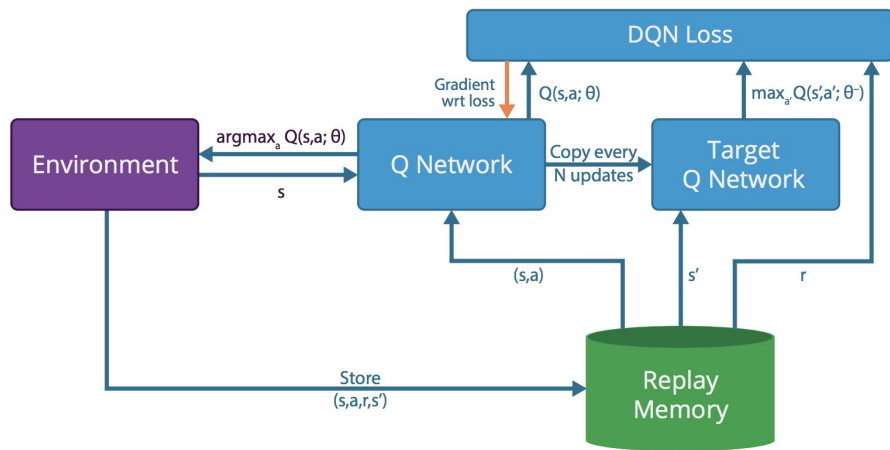 DQN Loss
Gradient
wrt loss
Q(s,a; θ)
maxₐ' Q(s',a'; θ⁻)
argmaxₐ Q(s,a; θ)
Environment
s
Q Network
Copy every
N updates
Target
Q Network
(s,a)
s'
r
Store
(s,a,r,s')
Replay
Memory